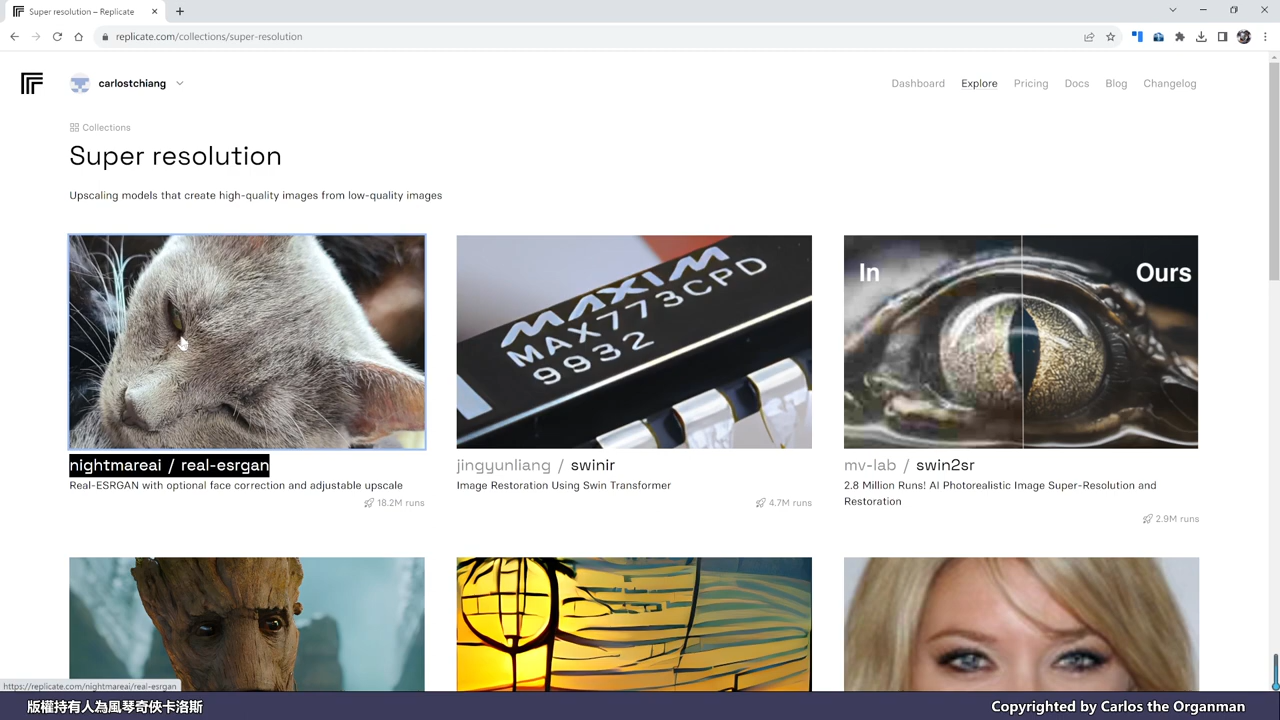 Super resolution – Replicate
replicate.com/collections/super-resolution
carlostchiang
Dashboard Explore Pricing Docs Blog Changelog
Collections
Super resolution
Upscaling models that create high-quality images from low-quality images
MAXIM
MAX773CPD
9932
In Ours
nightmareai / real-esrgan
Real-ESRGAN with optional face correction and adjustable upscale
18.2M runs
jingyunliang / swinir
Image Restoration Using Swin Transformer
4.7M runs
mv-lab / swin2sr
2.8 Million Runs! AI Photorealistic Image Super-Resolution and
Restoration
2.9M runs
https://replicate.com/nightmareai/real-esrgan
版權持有人為風琴奇俠卡洛斯
Copyrighted by Carlos the Organman